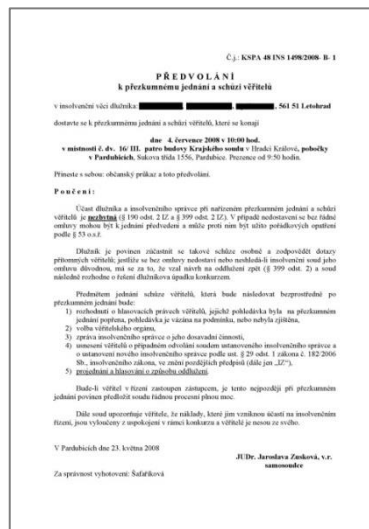 Č.j.: KSPA 48 INS 1498/2008- B- 1
P Ř E D V O L Á N Í
k přezkumnému jednání a schůzi věřitelů
v insolvenční věci dlužníka: 561 51 Letohrad
dostavte se k přezkumnému jednání a schůzi věřitelů, které se konají
dne 4. července 2008 v 10:00 hod.
v místnosti č. dv. 16/ III. patro budovy Krajského soudu v Hradci Králové, pobočky
v Pardubicích, Sukova třída 1556, Pardubice. Prezence od 9:50 hodin.
Přineste s sebou: občanský průkaz a toto předvolání.
P o u č e n í :
Účast dlužníka a insolvenčního správce při nařízeném přezkumném jednání a schůzi
věřitelů je nezbytná (§ 190 odst. 2 IZ a § 399 odst. 2 IZ). V případě nedostavení se bez řádné
omluvy mohou být k jednání předvedeni a může proti nim být užito pořádkových opatření
podle § 53 o.s.ř.
Dlužník je povinen zúčastnit se takové schůze osobně a zodpovědět dotazy
přítomných věřitelů; jestliže se bez omluvy nedostaví nebo neshledá-li insolvenční soud jeho
omluvu důvodnou, má se za to, že vzal návrh na oddlužení zpět (§ 399 odst. 2) a soud
následně rozhodne o řešení dlužníkova úpadku konkurzem.
Předmětem jednání schůze věřitelů, která bude následovat bezprostředně po
přezkumném jednání bude:
1) rozhodnutí o hlasovacích právech věřitelů, jejichž pohledávka byla na přezkumném
jednání popřena, pohledávka je vázána na podmínku, nebo nebyla zjištěna,
2) volba věřitelského orgánu,
3) zpráva insolvenčního správce o jeho dosavadní činnosti,
4) usnesení věřitelů o případném odvolání soudem ustanoveného insolvenčního správce a
o ustanovení nového insolvenčního správce podle ust. § 29 odst. 1 zákona č. 182/2006
Sb., insolvenčního zákona, ve znění pozdějších předpisů (dále jen „IZ“),
5) projednání a hlasování o způsobu oddlužení.
Bude-li věřitel v řízení zastoupen zástupcem, je tento nejpozději při přezkumném
jednání povinen předložit soudu řádnou procesní plnou moc.
Dále soud upozorňuje věřitele, že náklady, které jim vzniknou účastí na insolvenčním
řízení, jsou vyloučeny z uspokojení v rámci konkurzu a věřitelé je nesou ze svého.
V Pardubicích dne 23. května 2008
JUDr. Jaroslava Zusková, v.r.
samosoudce
Za správnost vyhotovení: Šafaříková